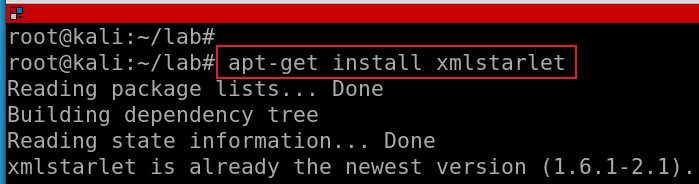 root@kali:~/lab#
root@kali:~/lab# apt-get install xmlstarlet
Reading package lists... Done
Building dependency tree
Reading state information... Done
xmlstarlet is already the newest version (1.6.1-2.1).